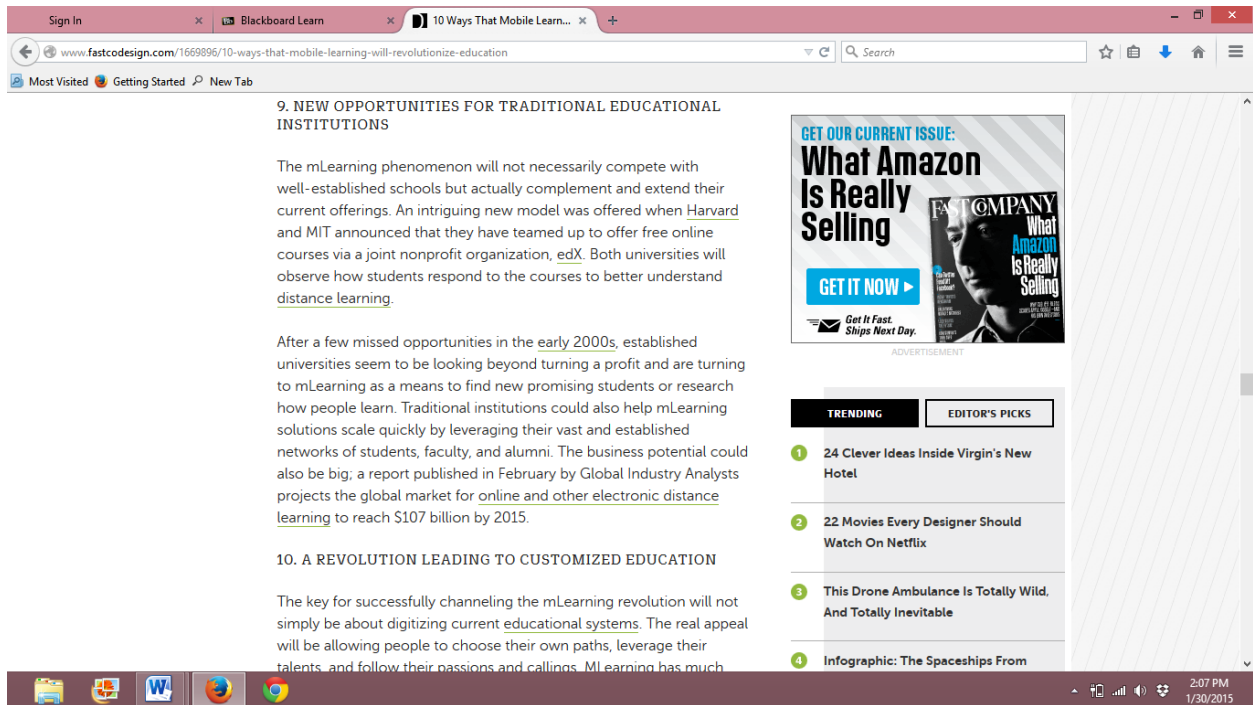 Sign In
Blackboard Learn
10 Ways That Mobile Learn...
www.fastcodesign.com/1669896/10-ways-that-mobile-learning-will-revolutionize-education
Search
Most Visited
Getting Started
New Tab
9. NEW OPPORTUNITIES FOR TRADITIONAL EDUCATIONAL
INSTITUTIONS
The mLearning phenomenon will not necessarily compete with
well-established schools but actually complement and extend their
current offerings. An intriguing new model was offered when Harvard
and MIT announced that they have teamed up to offer free online
courses via a joint nonprofit organization, edX. Both universities will
observe how students respond to the courses to better understand
distance learning.
After a few missed opportunities in the early 2000s, established
universities seem to be looking beyond turning a profit and are turning
to mLearning as a means to find new promising students or research
how people learn. Traditional institutions could also help mLearning
solutions scale quickly by leveraging their vast and established
networks of students, faculty, and alumni. The business potential could
also be big; a report published in February by Global Industry Analysts
projects the global market for online and other electronic distance
learning to reach $107 billion by 2015.
10. A REVOLUTION LEADING TO CUSTOMIZED EDUCATION
The key for successfully channeling the mLearning revolution will not
simply be about digitizing current educational systems. The real appeal
will be allowing people to choose their own paths, leverage their
talents, and follow their passions and callings. MLearning has much
GET OUR CURRENT ISSUE:
What Amazon
Is Really
Selling
GET IT NOW
Get It Fast.
Ships Next Day.
FAST COMPANY
What
Amazon
Is Really
Selling
ADVERTISEMENT
TRENDING
EDITOR'S PICKS
1
24 Clever Ideas Inside Virgin's New
Hotel
2
22 Movies Every Designer Should
Watch On Netflix
3
This Drone Ambulance Is Totally Wild,
And Totally Inevitable
4
Infographic: The Spaceships From
2:07 PM
1/30/2015